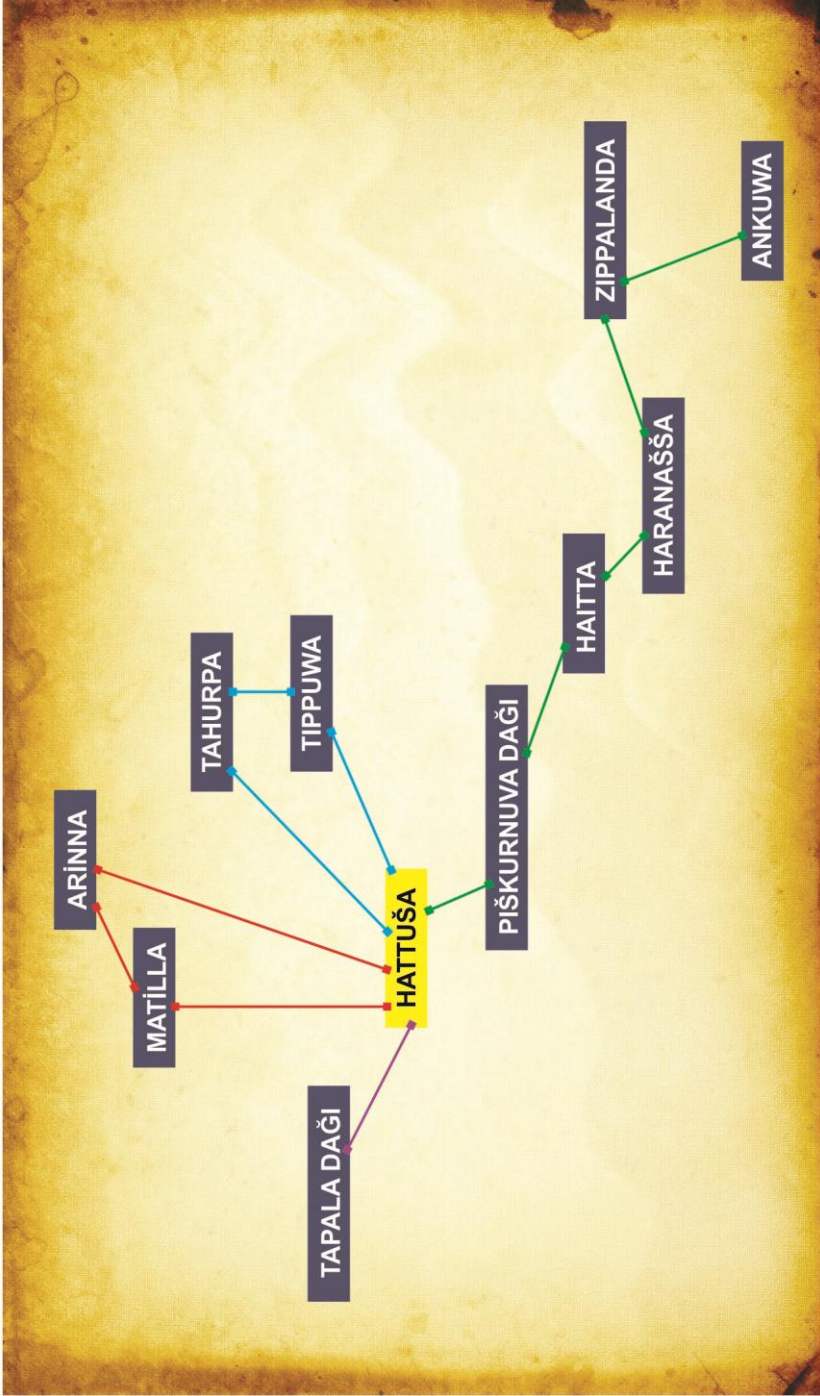 ARİNNA
MATİLLA
TAHURPA
TIPPUWA
TAPALA DAĞI
HATTUŠA
PIŠKURNUVA DAĞI
HAITTA
ZIPPALANDA
HARANAŠŠA
ANKUWA